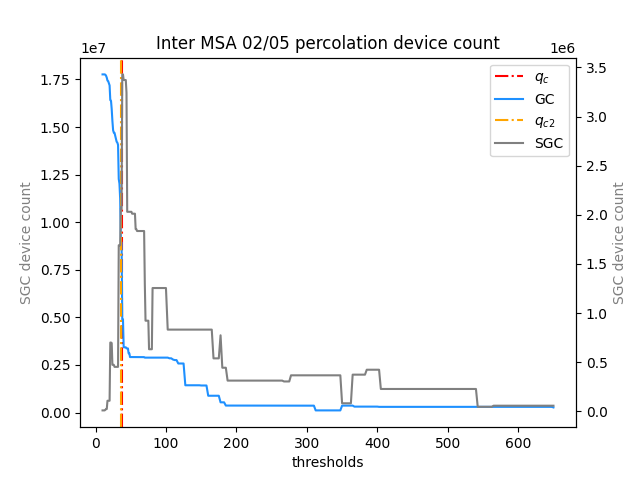 Inter MSA 02/05 percolation device count
1e7
1e6
1.75
1.50
1.25
1.00
0.75
0.50
0.25
0.00
SGC device count
3.5
3.0
2.5
2.0
1.5
1.0
0.5
0.0
SGC device count
q_c
GC
q_{c2}
SGC
0 100 200 300 400 500 600
thresholds